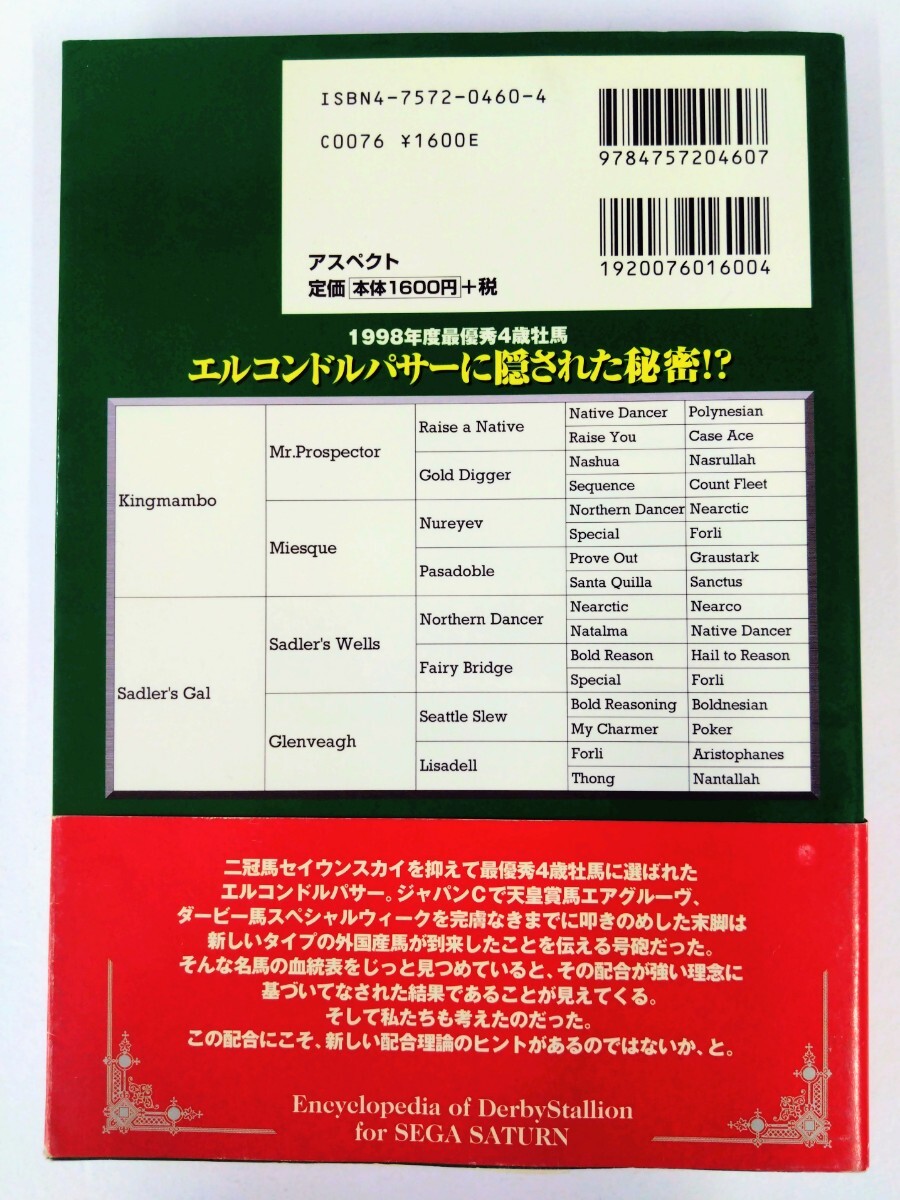 ISBN4-7572-0460-4
C0076 ¥1600E
9784757204607
1920076016004
アスペクト
定価 本体1600円+税
1998年度最優秀4歳牡馬
エルコンドルパサーに隠された秘密!?
Kingmambo
Mr.Prospector
Raise a Native
Native Dancer
Polynesian
Raise You
Case Ace
Gold Digger
Nashua
Nasrullah
Sequence
Count Fleet
Miesque
Nureyev
Northern Dancer
Nearctic
Special
Forli
Pasadoble
Prove Out
Graustark
Santa Quilla
Sanctus
Sadler's Gal
Sadler's Wells
Northern Dancer
Nearctic
Nearco
Natalma
Native Dancer
Fairy Bridge
Bold Reason
Hail to Reason
Special
Forli
Glenveagh
Seattle Slew
Bold Reasoning
Boldnesian
My Charmer
Poker
Lisadell
Forli
Aristophanes
Thong
Nantallah
二冠馬セイウンスカイを抑えて最優秀4歳牡馬に選ばれた
エルコンドルパサー。ジャパンCで天皇賞馬エアグルーヴ、
ダービー馬スペシャルウィークを完膚なきまでに叩きのめした末脚は
新しいタイプの外国産馬が到来したことを伝える号砲だった。
そんな名馬の血統表をじっと見つめていると、その配合が強い理念に
基づいてなされた結果であることが見えてくる。
そして私たちも考えたのだった。
この配合にこそ、新しい配合理論のヒントがあるのではないか、と。
Encyclopedia of DerbyStallion
for SEGA SATURN